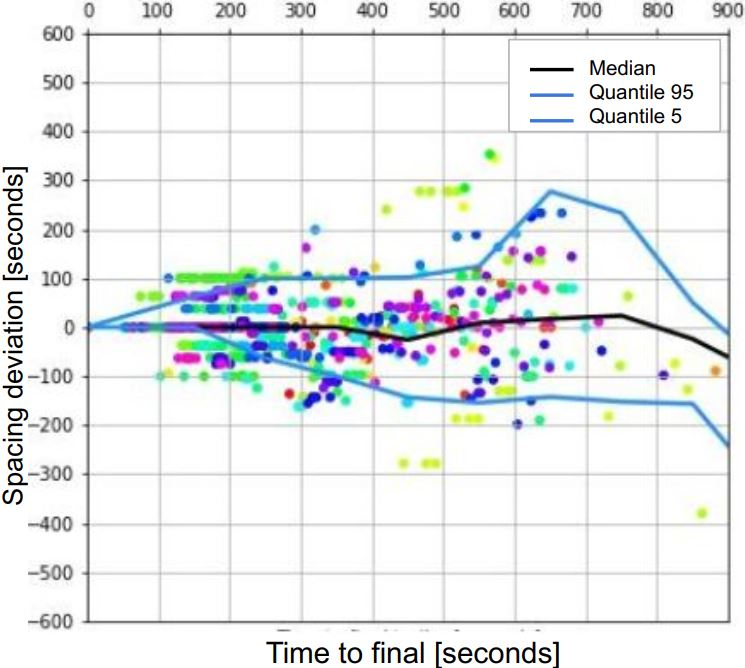 0 100 200 300 400 500 600 700 800 900
600
500
400
300
200
100
0
−100
−200
−300
−400
−500
−600
Median
Quantile 95
Quantile 5
Spacing deviation [seconds]
Time to final [seconds]